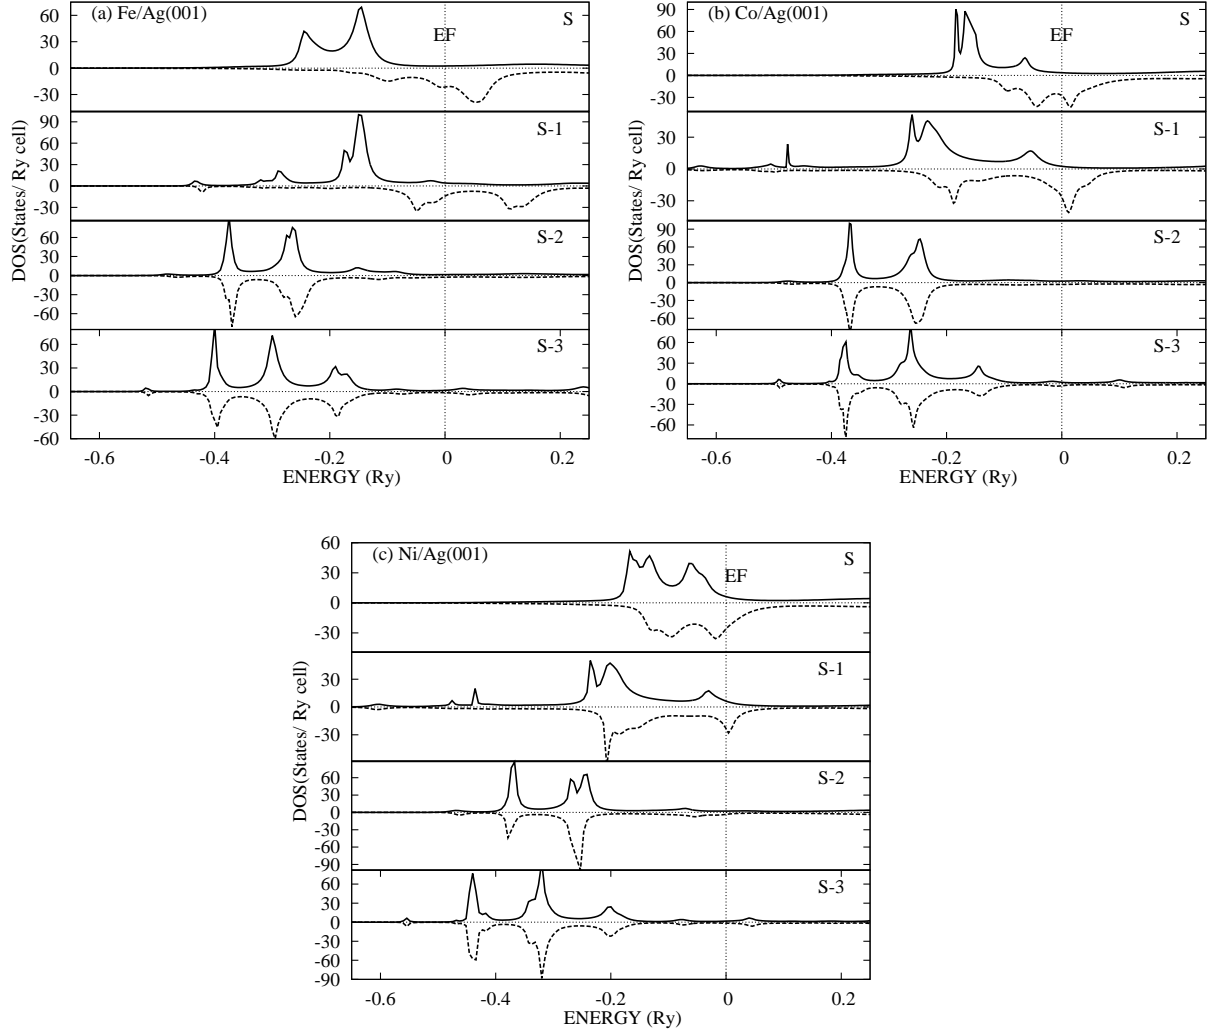 (a) Fe/Ag(001)
S
EF
60
30
0
-30
S-1
90
60
30
0
-30
S-2
60
30
0
-30
-60
S-3
60
30
0
-30
-60
-0.6 -0.4 -0.2 0 0.2
ENERGY (Ry)
DOS(States/ Ry cell)
(b) Co/Ag(001)
S
EF
90
60
30
0
-30
S-1
30
0
-30
S-2
90
60
30
0
-30
-60
S-3
60
30
0
-30
-60
-90
-0.6 -0.4 -0.2 0 0.2
ENERGY (Ry)
DOS(States/ Ry cell)
(c) Ni/Ag(001)
S
EF
60
30
0
-30
S-1
30
0
-30
S-2
60
30
0
-30
-60
-90
S-3
60
30
0
-30
-60
-90
-0.6 -0.4 -0.2 0 0.2
ENERGY (Ry)
DOS(States/ Ry cell)